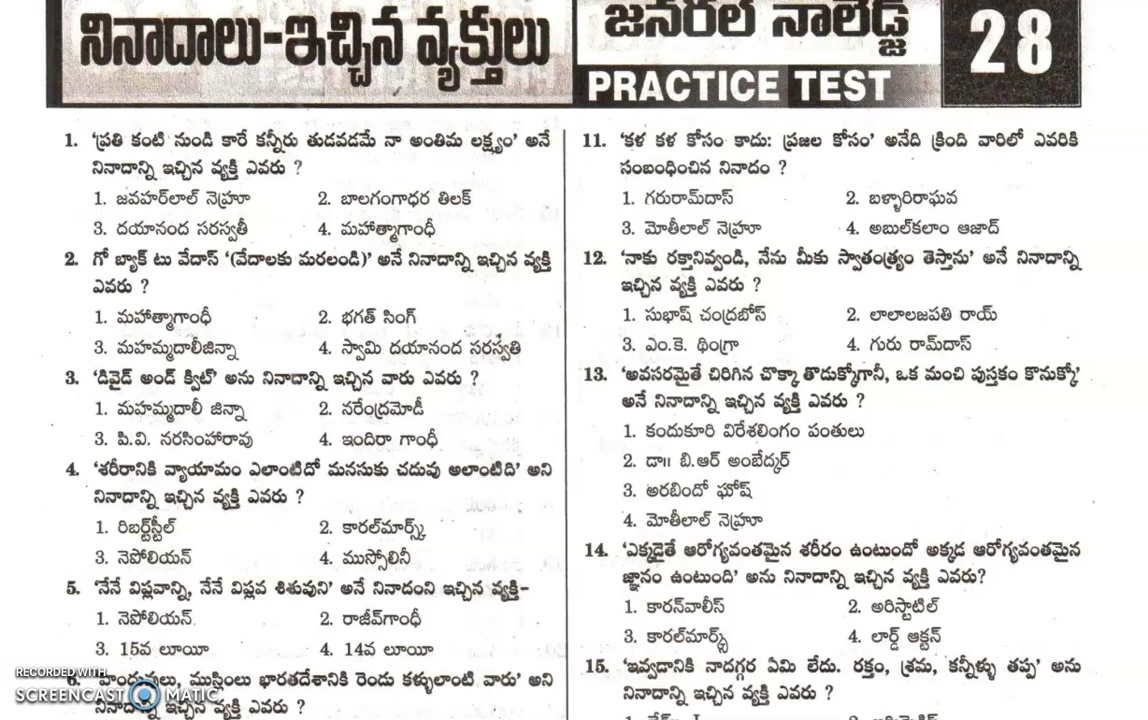 నినాదాలు-ఇచ్చిన వ్యక్తులు
జనరల్ నాలెడ్జ్
PRACTICE TEST
28
1. 'ప్రతి కంటి నుండి కారే కన్నీరు తుడవడమే నా అంతిమ లక్ష్యం' అనే
నినాదాన్ని ఇచ్చిన వ్యక్తి ఎవరు ?
1. జవహర్‌లాల్ నెహ్రూ 2. బాలగంగాధర తిలక్
3. దయానంద సరస్వతీ 4. మహాత్మాగాంధీ
2. గో బ్యాక్ టు వేదాస్ '(వేదాలకు మరలండి)' అనే నినాదాన్ని ఇచ్చిన వ్యక్తి
ఎవరు ?
1. మహాత్మాగాంధీ 2. భగత్ సింగ్
3. మహమ్మదాలీజిన్నా 4. స్వామి దయానంద సరస్వతి
3. 'డివైడ్ అండ్ క్విట్' అను నినాదాన్ని ఇచ్చిన వారు ఎవరు ?
1. మహమ్మదాలీ జిన్నా 2. నరేంద్రమోడీ
3. పి.వి. నరసింహారావు 4. ఇందిరా గాంధీ
4. 'శరీరానికి వ్యాయామం ఎలాంటిదో మనసుకు చదువు అలాంటిది' అని
నినాదాన్ని ఇచ్చిన వ్యక్తి ఎవరు ?
1. రిబర్ట్‌స్టీల్ 2. కారల్‌మార్క్స్
3. నెపోలియన్ 4. ముస్సోలినీ
5. 'నేనే విప్లవాన్ని, నేనే విప్లవ శిశువుని' అనే నినాదంని ఇచ్చిన వ్యక్తి-
1. నెపోలియన్. 2. రాజీవ్‌గాంధీ
3. 15వ లూయీ 4. 14వ లూయీ
6. 'హిందువులు, ముస్లింలు భారతదేశానికి రెండు కళ్ళులాంటి వారు' అని
నినాదాన్ని ఇచ్చిన వ్యక్తి ఎవరు ?
11. 'కళ కళ కోసం కాదు: ప్రజల కోసం' అనేది క్రింది వారిలో ఎవరికి
సంబంధించిన నినాదం ?
1. గరురామ్‌దాస్ 2. బళ్ళారిరాఘవ
3. మోతీలాల్ నెహ్రూ 4. అబుల్‌కలాం ఆజాద్
12. 'నాకు రక్తానివ్వండి, నేను మీకు స్వాతంత్ర్యం తెస్తాను' అనే నినాదాన్ని
ఇచ్చిన వ్యక్తి ఎవరు ?
1. సుభాష్ చంద్రబోస్ 2. లాలాలజపతి రాయ్
3. ఎం.కె. థింగ్రా 4. గురు రామ్‌దాస్
13. 'అవసరమైతే చిరిగిన చొక్కా తొడుక్కోగానీ, ఒక మంచి పుస్తకం కొనుక్కో'
అనే నినాదాన్ని ఇచ్చిన వ్యక్తి ఎవరు ?
1. కందుకూరి విరేశలింగం పంతులు
2. డా॥ బి.ఆర్ అంబేద్కర్
3. అరబిందో ఘోష్
4. మోతీలాల్ నెహ్రూ
14. 'ఎక్కడైతే ఆరోగ్యవంతమైన శరీరం ఉంటుందో అక్కడ ఆరోగ్యవంతమైన
జ్ఞానం ఉంటుంది' అను నినాదాన్ని ఇచ్చిన వ్యక్తి ఎవరు?
1. కారన్‌వాలీస్ 2. అరిస్టాటిల్
3. కారల్‌మార్క్స్ 4. లార్డ్ ఆక్టన్
15. 'ఇవ్వడానికి నాదగ్గర ఏమి లేదు. రక్తం, శ్రమ, కన్నీళ్ళు తప్ప' అను
నినాదాన్ని ఇచ్చిన వ్యక్తి ఎవరు ?
RECORDED WITH
SCREENCAST MATIC